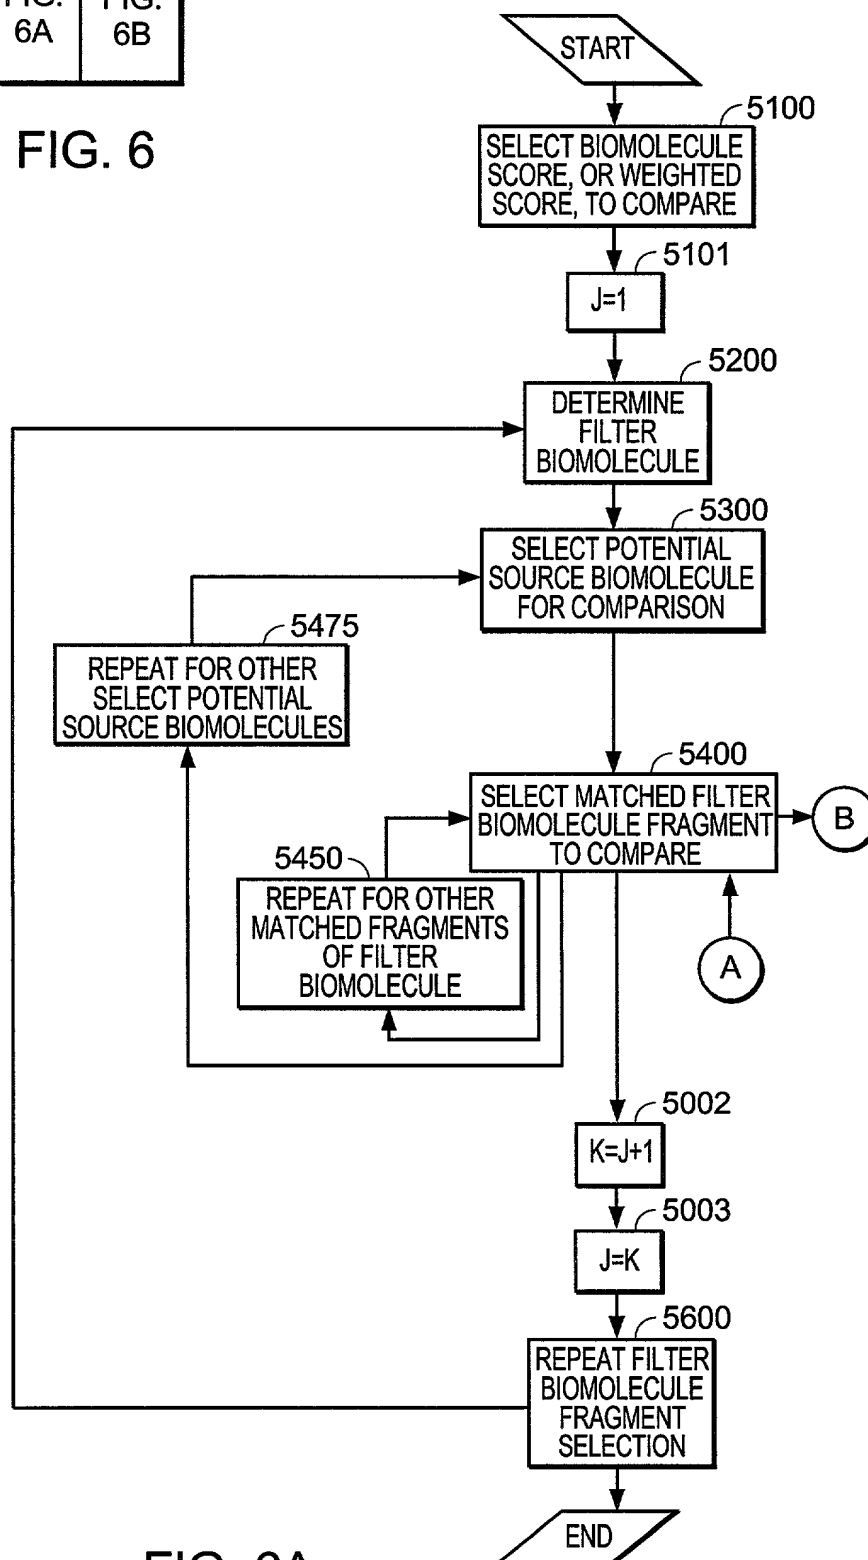 FIG. FIG.
6A 6B
FIG. 6
START
5100
SELECT BIOMOLECULE
SCORE, OR WEIGHTED
SCORE, TO COMPARE
5101
J=1
5200
DETERMINE
FILTER
BIOMOLECULE
5300
SELECT POTENTIAL
SOURCE BIOMOLECULE
FOR COMPARISON
5475
REPEAT FOR OTHER
SELECT POTENTIAL
SOURCE BIOMOLECULES
5400
SELECT MATCHED FILTER
BIOMOLECULE FRAGMENT
TO COMPARE
B
5450
REPEAT FOR OTHER
MATCHED FRAGMENTS
OF FILTER
BIOMOLECULE
A
5002
K=J+1
5003
J=K
5600
REPEAT FILTER
BIOMOLECULE
FRAGMENT
SELECTION
END
FIG. 6A